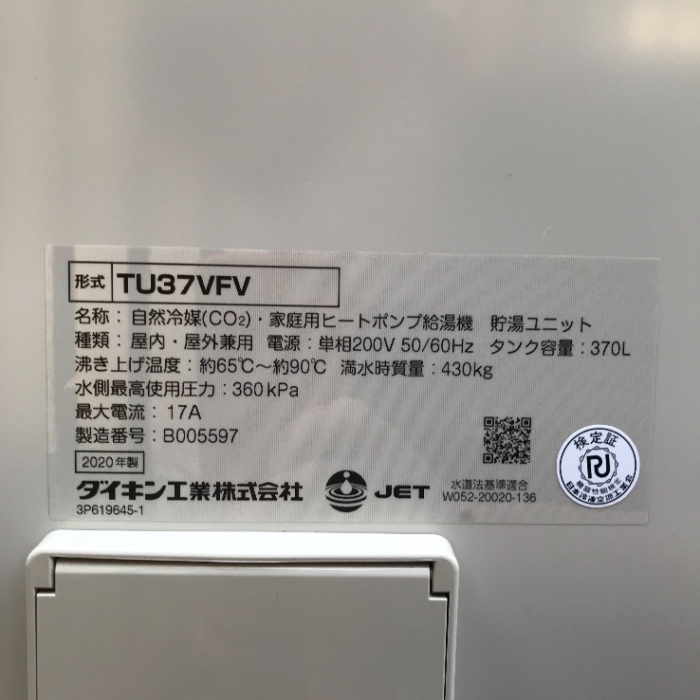 形式 TU37VFV
名称: 自然冷媒(CO2)・家庭用ヒートポンプ給湯機 貯湯ユニット
種類: 屋内・屋外兼用 電源: 単相200V 50/60Hz タンク容量: 370L
沸き上げ温度: 約65℃~約90℃ 満水時質量: 430kg
水側最高使用圧力: 360kPa
最大電流: 17A
製造番号: B005597
2020年製
ダイキン工業株式会社
3P619645-1
JET
水道法基準適合
W052-20020-136
検定証